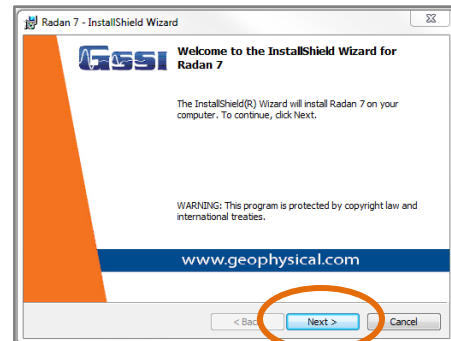 Radan 7 - InstallShield Wizard
GSSI
Welcome to the InstallShield Wizard for
Radan 7
The InstallShield(R) Wizard will install Radan 7 on your
computer. To continue, click Next.
WARNING: This program is protected by copyright law and
international treaties.
www.geophysical.com
< Bac
Next >
Cancel